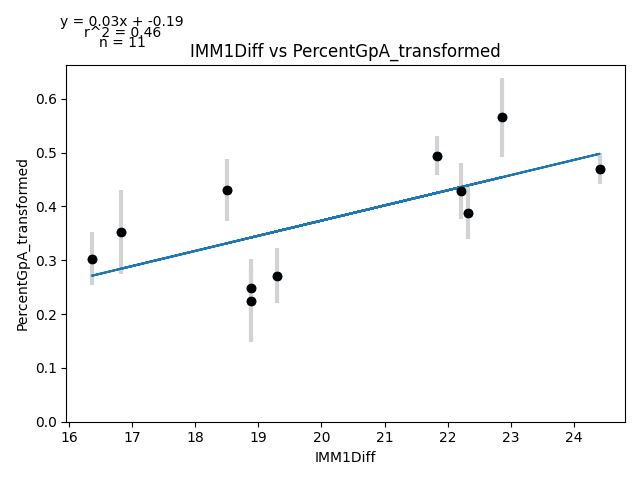 y = 0.03x + -0.19
r^2 = 0.46
n = 11
IMM1Diff vs PercentGpA_transformed
PercentGpA_transformed
0.6
0.5
0.4
0.3
0.2
0.1
0.0
16 17 18 19 20 21 22 23 24
IMM1Diff